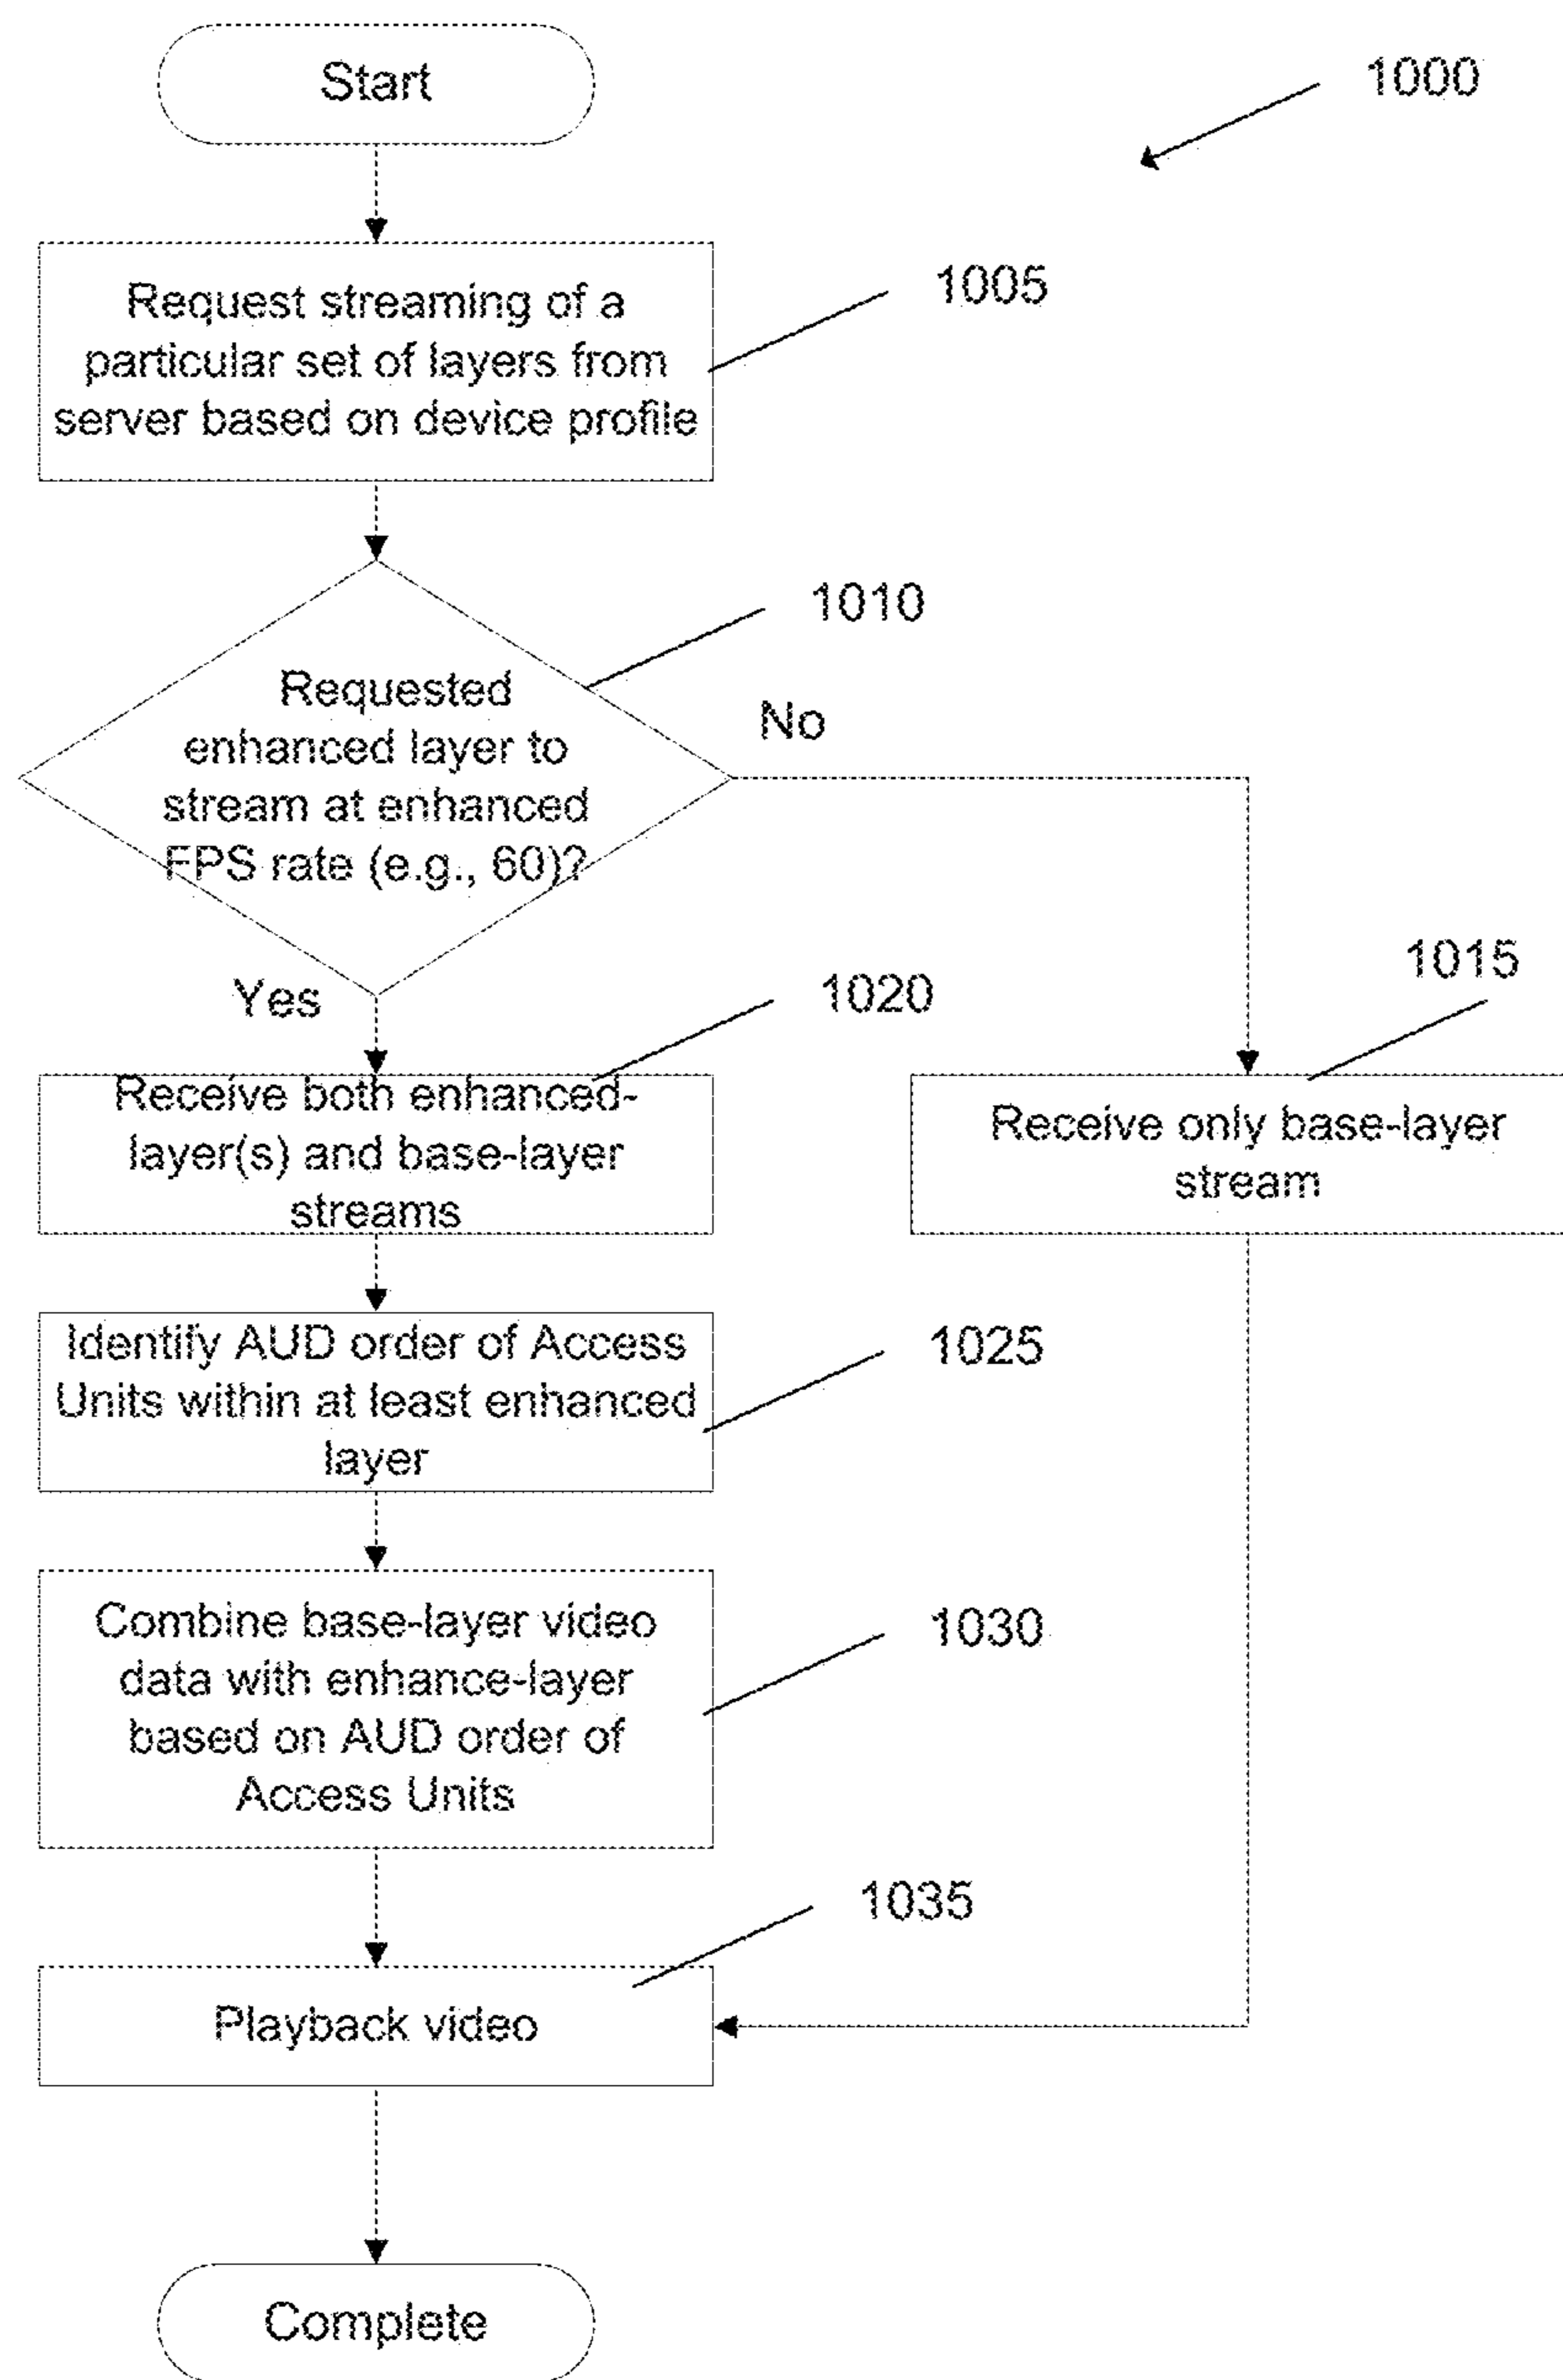 Start
1000
Request streaming of a
particular set of layers from
server based on device profile
1005
Requested
enhanced layer to
stream at enhanced
FPS rate (e.g., 60)?
1010
No
Yes
1020
1015
Receive both enhanced-
layer(s) and base-layer
streams
Receive only base-layer
stream
Identify AUD order of Access
Units within at least enhanced
layer
1025
Combine base-layer video
data with enhance-layer
based on AUD order of
Access Units
1030
1035
Playback video
Complete